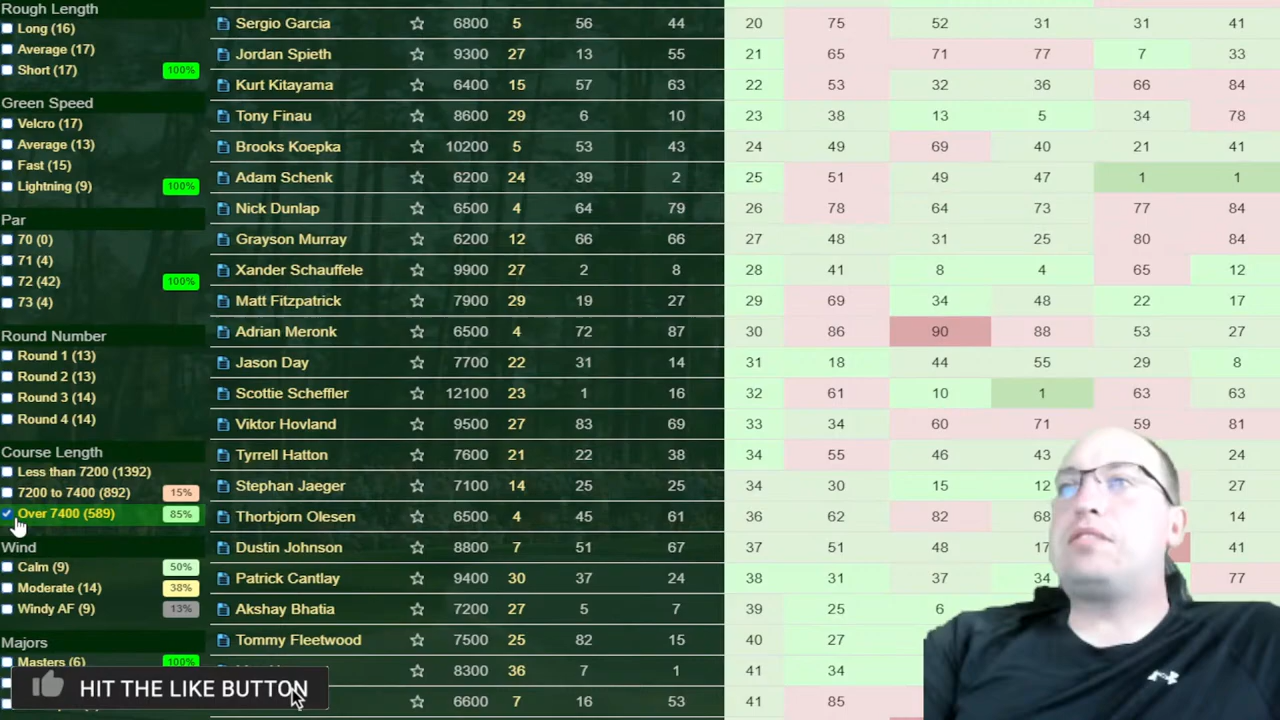 Rough Length
Long (16)
Average (17)
Short (17) 100%
Green Speed
Velcro (17)
Average (13)
Fast (15)
Lightning (9) 100%
Par
70 (0)
71 (4)
72 (42) 100%
73 (4)
Round Number
Round 1 (13)
Round 2 (13)
Round 3 (14)
Round 4 (14)
Course Length
Less than 7200 (1392)
7200 to 7400 (892) 15%
Over 7400 (589) 85%
Wind
Calm (9) 50%
Moderate (14) 38%
Windy AF (9) 13%
Majors
Masters (6) 100%
HIT THE LIKE BUTTON
Sergio Garcia 6800 5 56 44 20 75 52 31 31 41
Jordan Spieth 9300 27 13 55 21 65 71 77 7 33
Kurt Kitayama 6400 15 57 63 22 53 32 36 66 84
Tony Finau 8600 29 6 10 23 38 13 5 34 78
Brooks Koepka 10200 5 53 43 24 49 69 40 21 41
Adam Schenk 6200 24 39 2 25 51 49 47 1 1
Nick Dunlap 6500 4 64 79 26 78 64 73 77 84
Grayson Murray 6200 12 66 66 27 48 31 25 80 84
Xander Schauffele 9900 27 2 8 28 41 8 4 65 12
Matt Fitzpatrick 7900 29 19 27 29 69 34 48 22 17
Adrian Meronk 6500 4 72 87 30 86 90 88 53 27
Jason Day 7700 22 31 14 31 18 44 55 29 8
Scottie Scheffler 12100 23 1 16 32 61 10 1 63 63
Viktor Hovland 9500 27 83 69 33 34 60 71 59 81
Tyrrell Hatton 7600 21 22 38 34 55 46 43 24
Stephan Jaeger 7100 14 25 25 34 30 15 12 27
Thorbjorn Olesen 6500 4 45 61 36 62 82 68 14
Dustin Johnson 8800 7 51 67 37 51 48 17 41
Patrick Cantlay 9400 30 37 24 38 31 37 34 77
Akshay Bhatia 7200 27 5 7 39 25 6
Tommy Fleetwood 7500 25 82 15 40 27
8300 36 7 1 41 34
6600 7 16 53 41 85